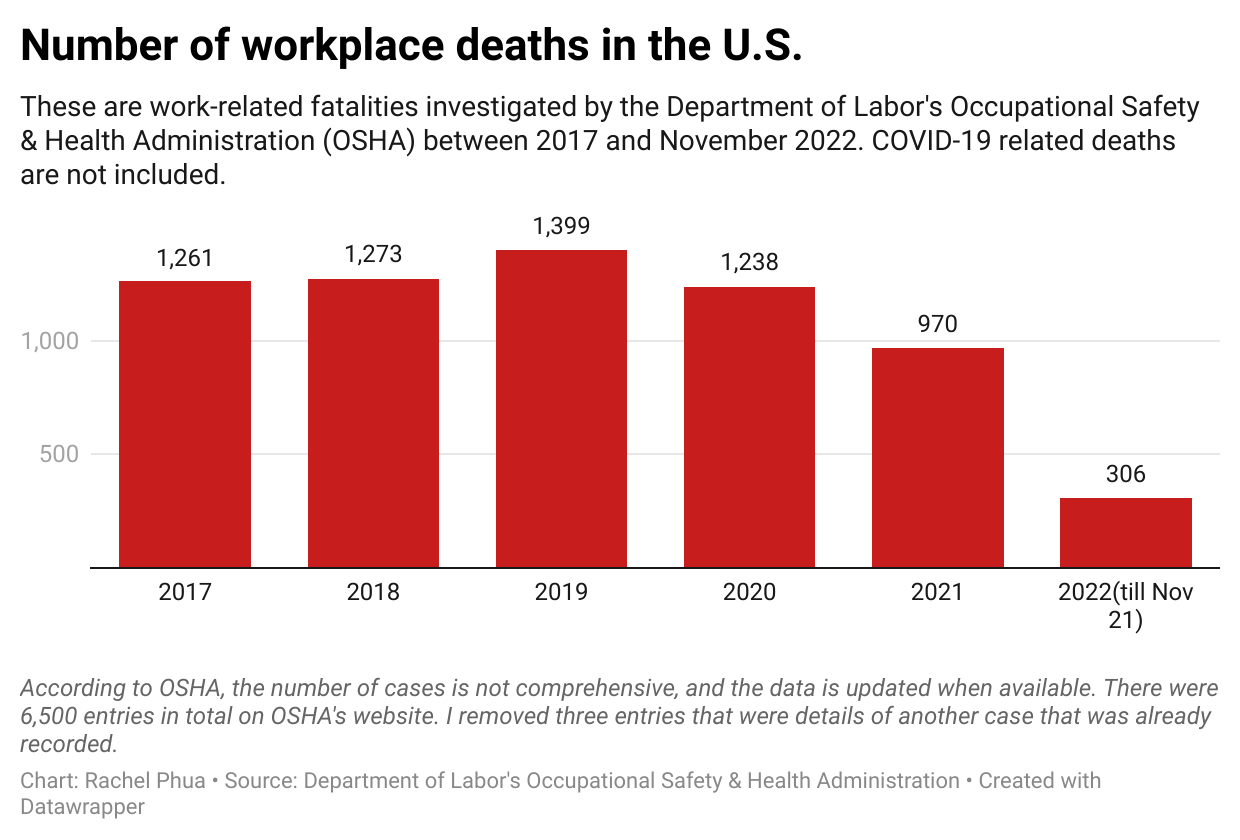 Number of workplace deaths in the U.S.
These are work-related fatalities investigated by the Department of Labor's Occupational Safety
& Health Administration (OSHA) between 2017 and November 2022. COVID-19 related deaths
are not included.
1,399
1,261
1,273
1,238
970
306
1,000
500
2017
2018
2019
2020
2021
2022(till Nov
21)
According to OSHA, the number of cases is not comprehensive, and the data is updated when available. There were
6,500 entries in total on OSHA's website. I removed three entries that were details of another case that was already
recorded.
Chart: Rachel Phua • Source: Department of Labor's Occupational Safety & Health Administration • Created with
Datawrapper